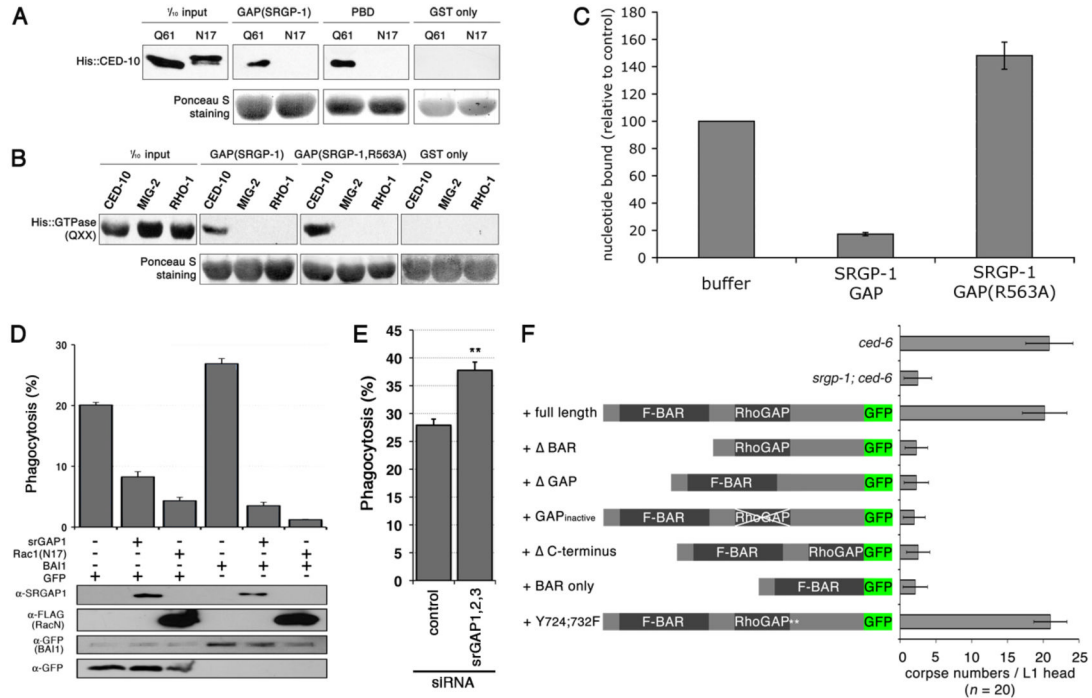 A
⅟₁₀ input GAP(SRGP-1) PBD GST only
Q61 N17 Q61 N17 Q61 N17 Q61 N17
His::CED-10
Ponceau S
staining
B
⅟₁₀ input GAP(SRGP-1) GAP(SRGP-1,R563A) GST only
CED-10 MIG-2 RHO-1 CED-10 MIG-2 RHO-1 CED-10 MIG-2 RHO-1 CED-10 MIG-2 RHO-1
His::GTPase
(QXX)
Ponceau S
staining
C
nucleotide bound (relative to control)
180
160
140
120
100
80
60
40
20
0
buffer SRGP-1 SRGP-1
GAP GAP(R563A)
D
Phagocytosis (%)
30
20
10
0
srGAP1 - + - - + -
Rac1(N17) - - + - - +
BAI1 - - - + + +
GFP + + + - - -
α-SRGAP1
α-FLAG
(RacN)
α-GFP
(BAI1)
α-GFP
E
Phagocytosis (%)
45
40
35
30
25
20
15
10
5
0
**
control srGAP1,2,3
siRNA
F
ced-6
srgp-1; ced-6
+ full length F-BAR RhoGAP GFP
+ Δ BAR RhoGAP GFP
+ Δ GAP F-BAR GFP
+ GAPinactive F-BAR RhoGAP GFP
+ Δ C-terminus F-BAR RhoGAP GFP
+ BAR only F-BAR GFP
+ Y724;732F F-BAR RhoGAP** GFP
0 5 10 15 20 25
corpse numbers / L1 head
(n = 20)